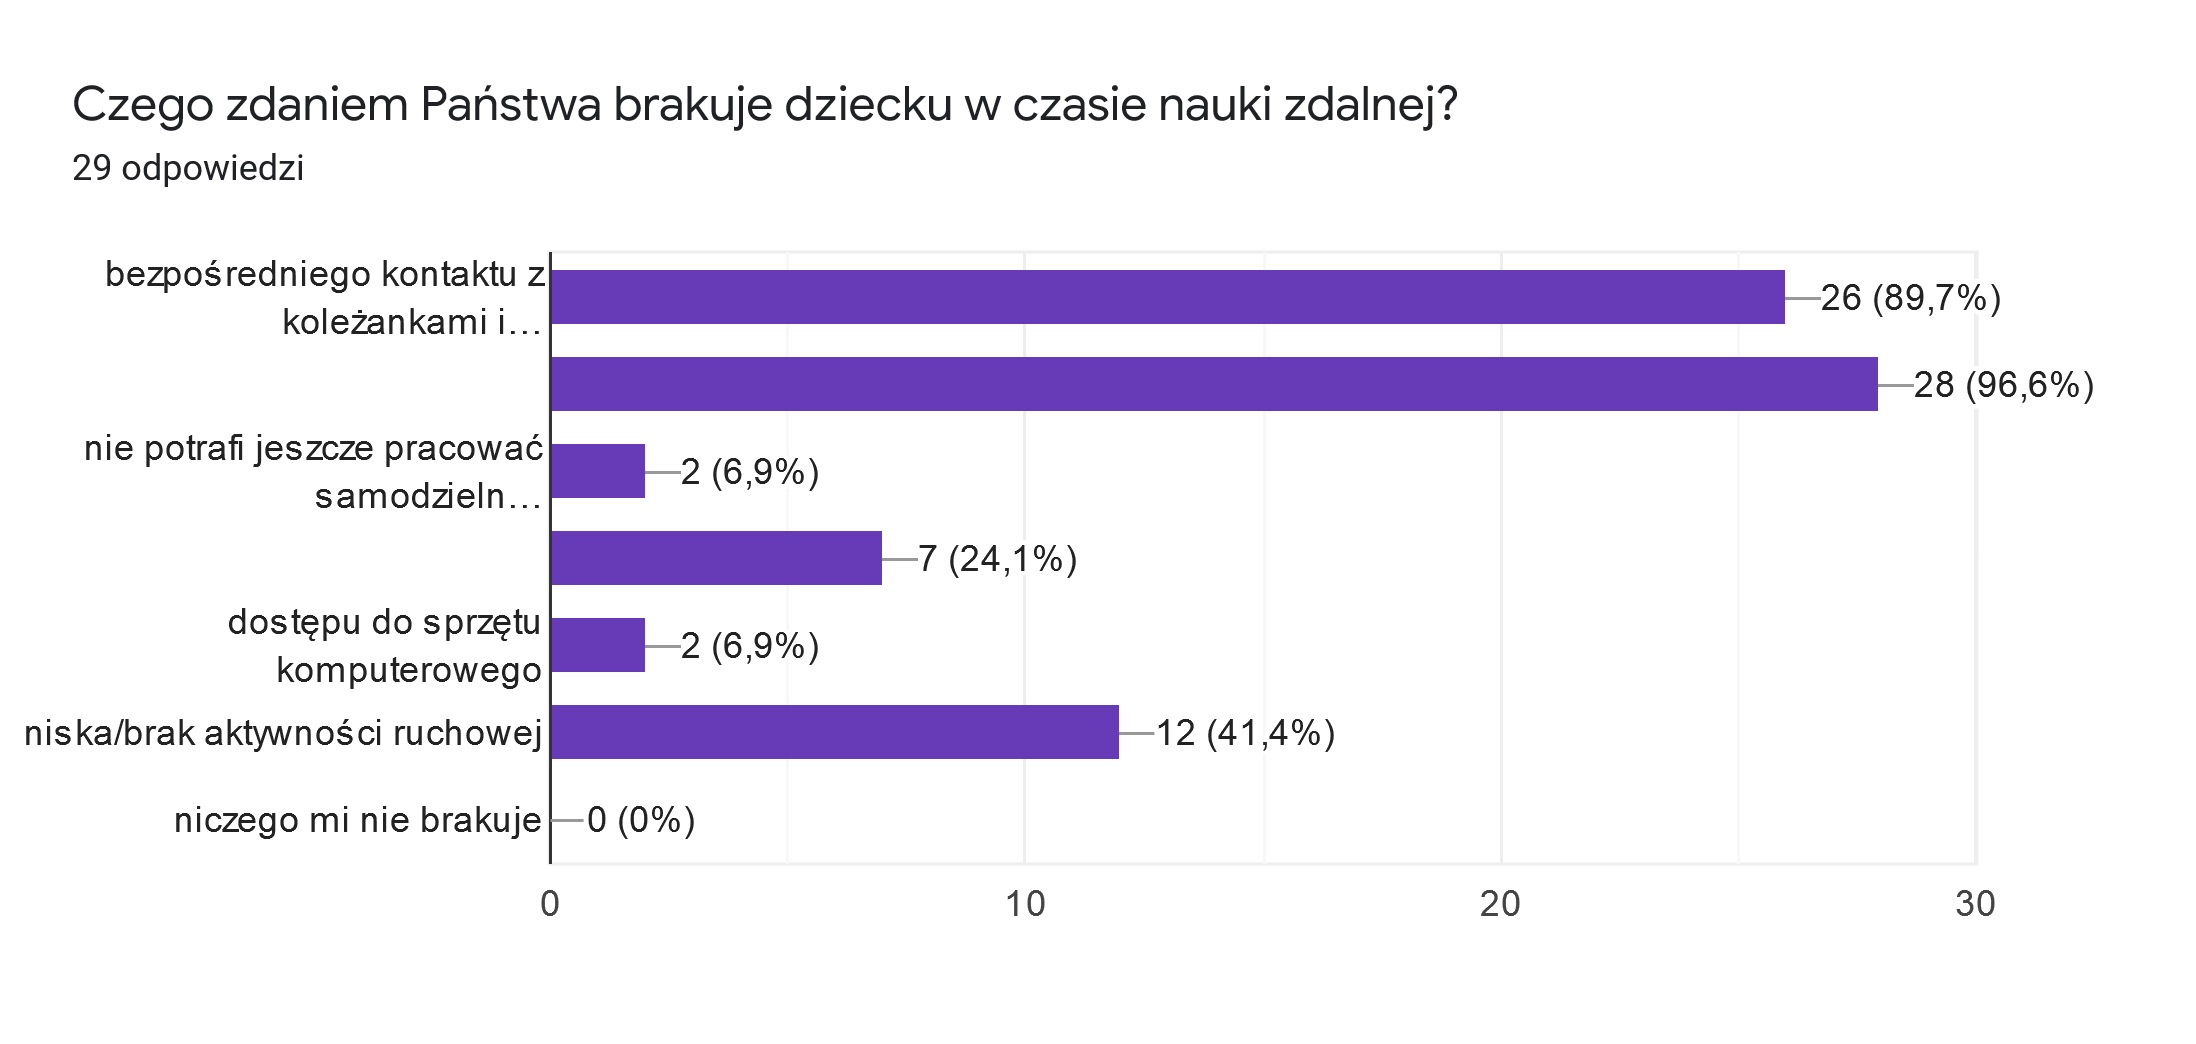 Czego zdaniem Państwa brakuje dziecku w czasie nauki zdalnej?
29 odpowiedzi
bezpośredniego kontaktu z
koleżankami i…
26 (89,7%)
28 (96,6%)
nie potrafi jeszcze pracować
samodzieln…
2 (6,9%)
7 (24,1%)
dostępu do sprzętu
komputerowego
2 (6,9%)
niska/brak aktywności ruchowej
12 (41,4%)
niczego mi nie brakuje
0 (0%)
0 10 20 30